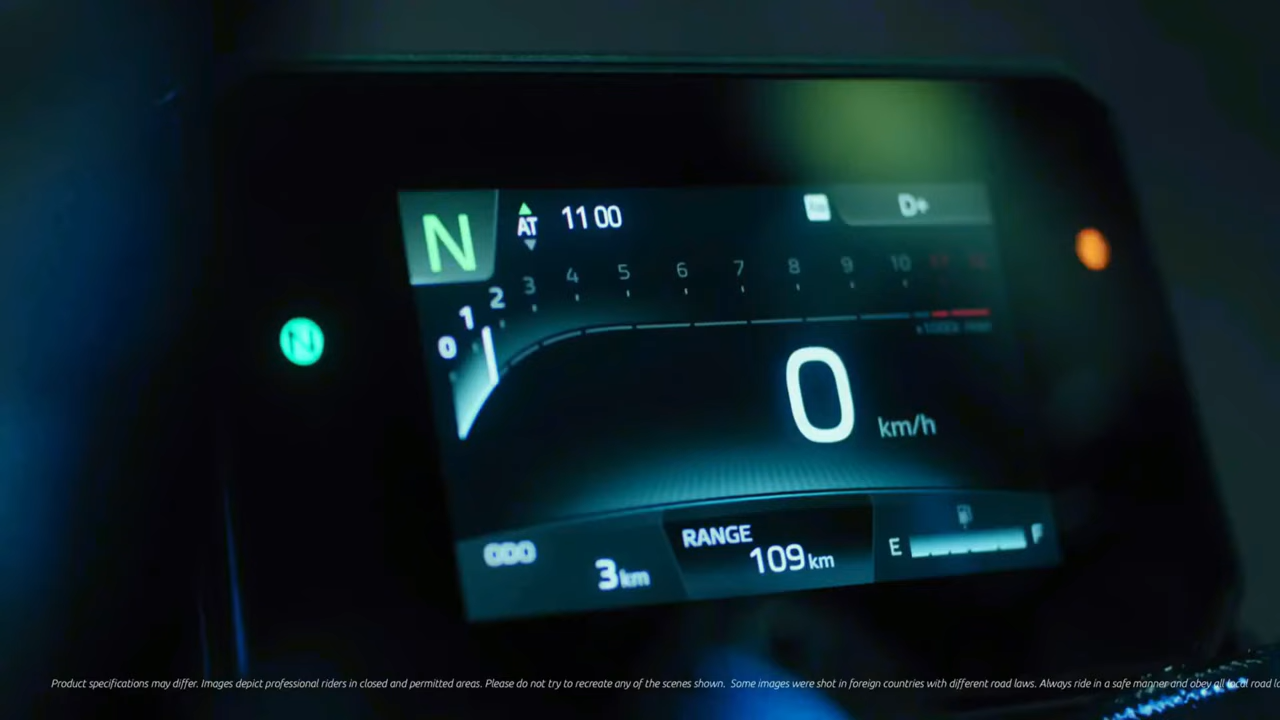 N AT 11 00 D+
0 1 2 3 4 5 6 7 8 9 10
0 km/h
ODO 3 km
RANGE 109 km
E F
N
Product specifications may differ. Images depict professional riders in closed and permitted areas. Please do not try to recreate any of the scenes shown. Some images were shot in foreign countries with different road laws. Always ride in a safe manner and obey all local road